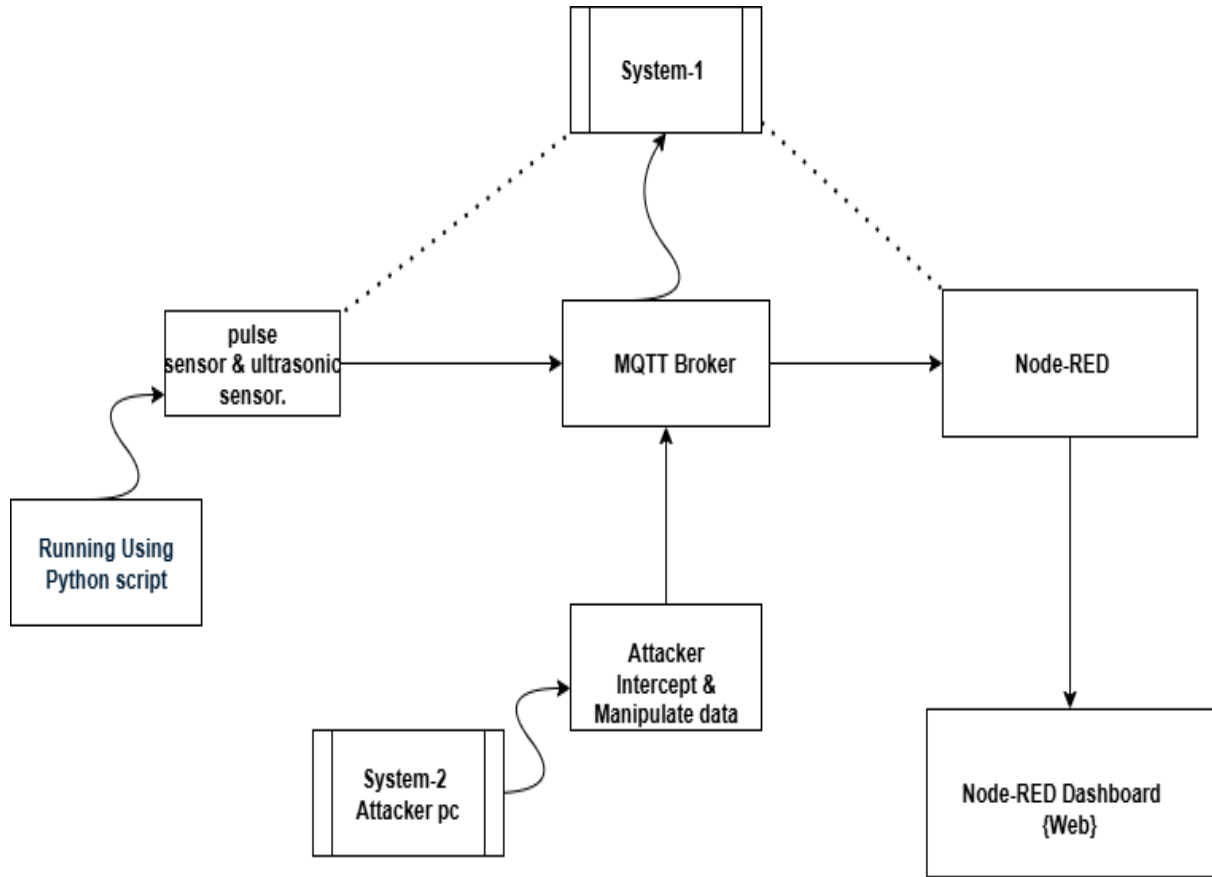 System-1
pulse
sensor & ultrasonic
sensor.
MQTT Broker
Node-RED
Running Using
Python script
Attacker
Intercept &
Manipulate data
System-2
Attacker pc
Node-RED Dashboard
{Web}